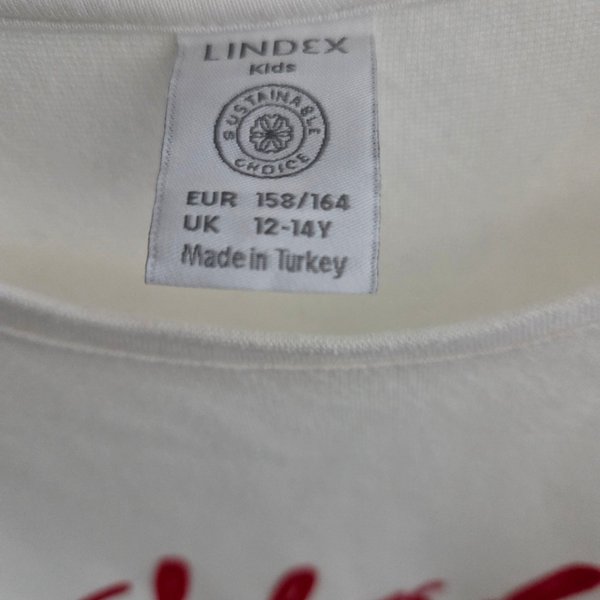 LINDEX
Kids
SUSTAINABLE
CHOICE
EUR 158/164
UK 12-14Y
Made in Turkey